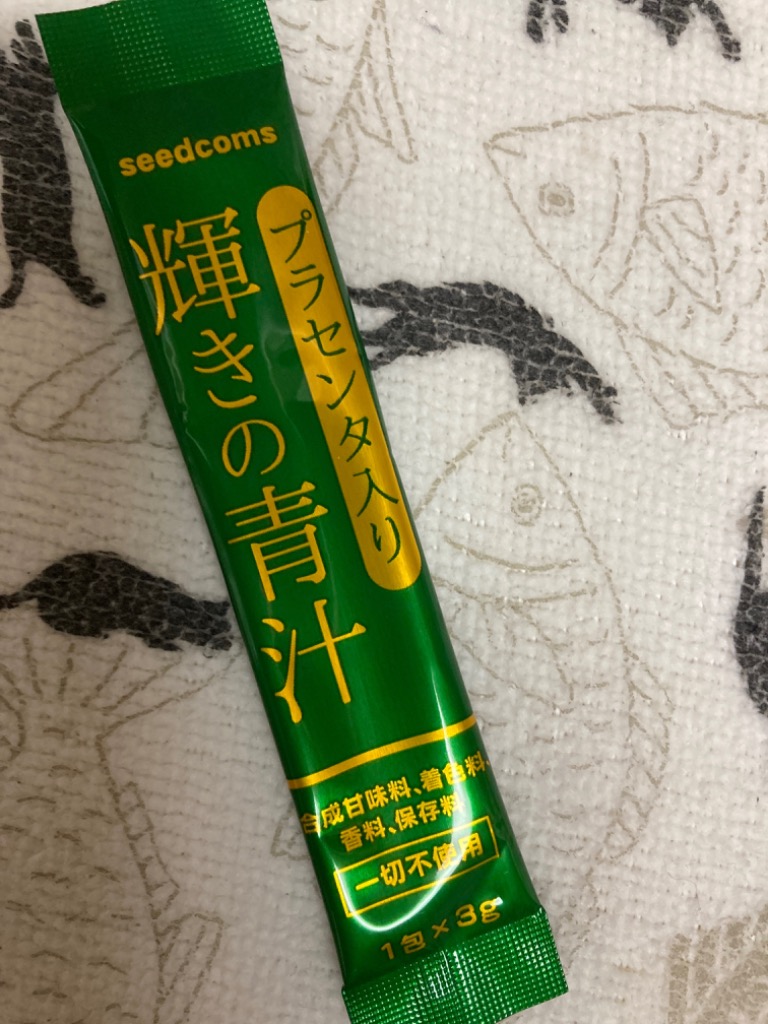 seedcoms
プラセンタ入り
輝きの青汁
合成甘味料、着色料、
香料、保存料
一切不使用
1包×3g